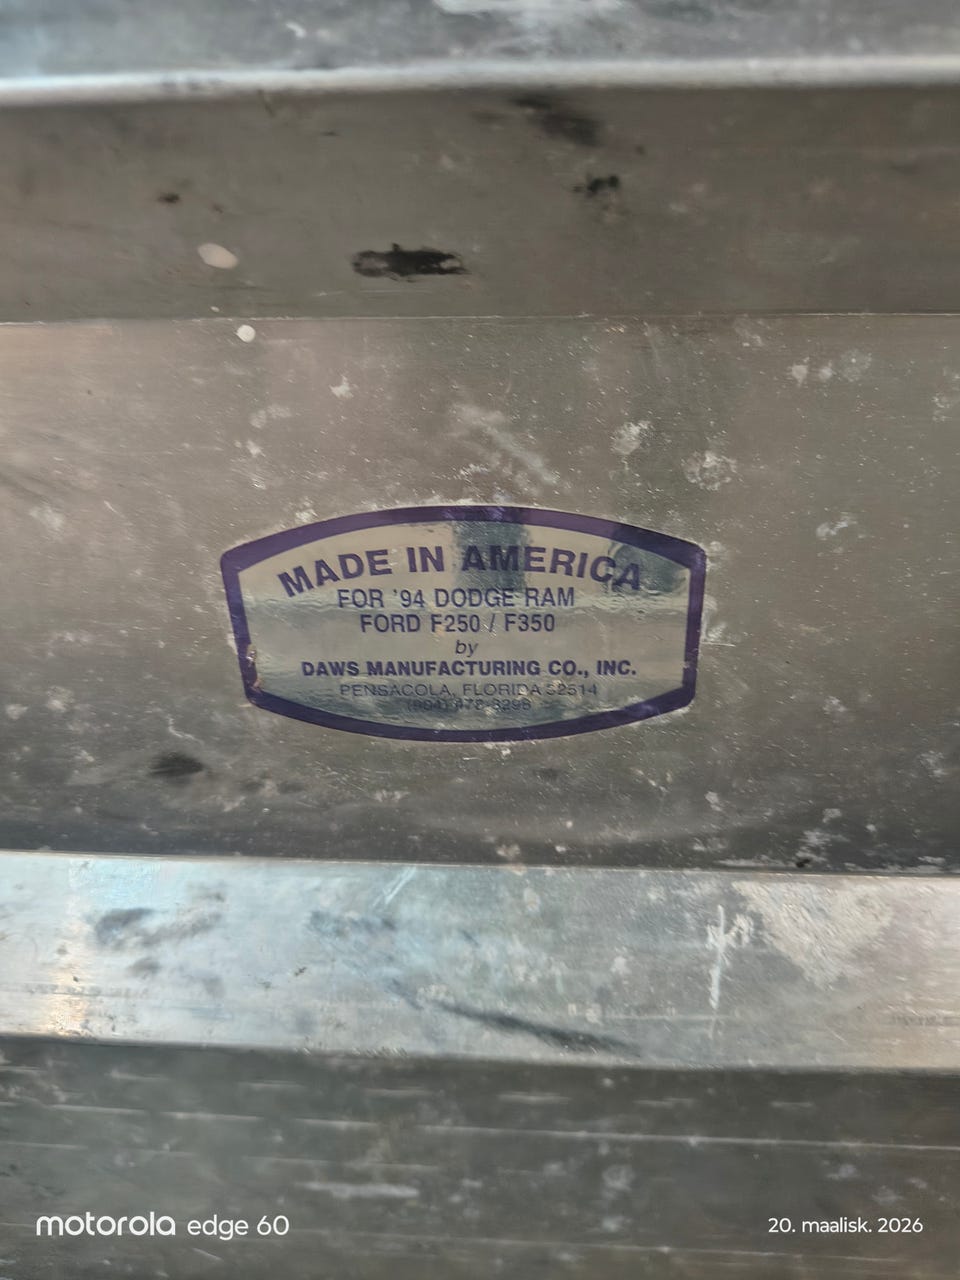 MADE IN AMERICA
FOR '94 DODGE RAM
FORD F250 / F350
by
DAWS MANUFACTURING CO., INC.
PENSACOLA, FLORIDA 32514
motorola edge 60
20. maalisk. 2026